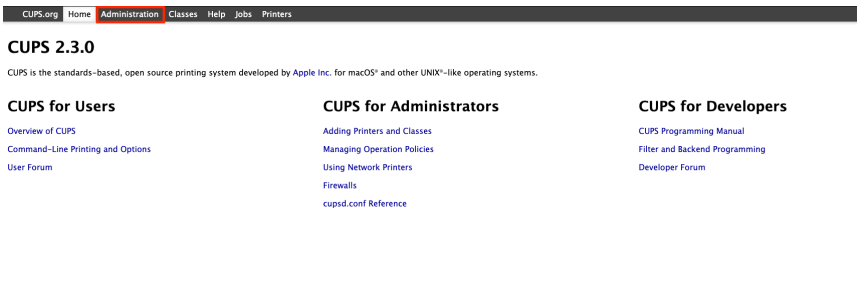 CUPS.org Home Administration Classes Help Jobs Printers
CUPS 2.3.0
CUPS is the standards-based, open source printing system developed by Apple Inc. for macOS® and other UNIX®-like operating systems.
CUPS for Users
Overview of CUPS
Command-Line Printing and Options
User Forum
CUPS for Administrators
Adding Printers and Classes
Managing Operation Policies
Using Network Printers
Firewalls
cupsd.conf Reference
CUPS for Developers
CUPS Programming Manual
Filter and Backend Programming
Developer Forum